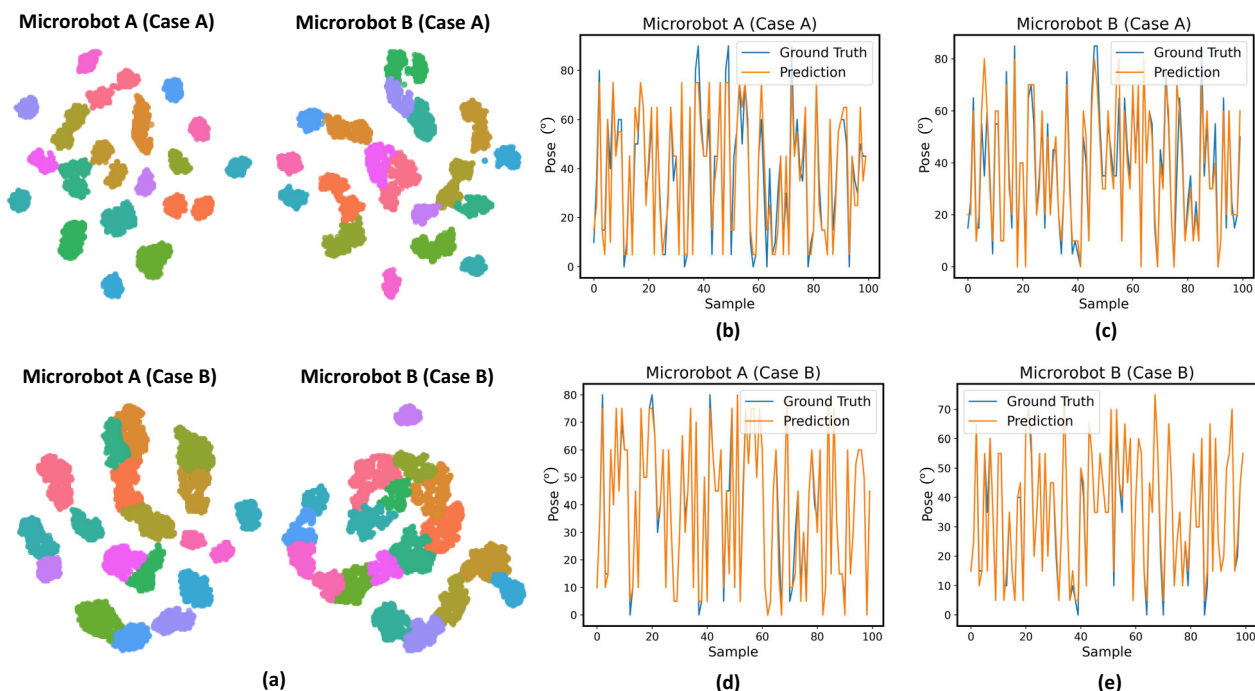 Microrobot A (Case A)
Microrobot B (Case A)
Microrobot A (Case B)
Microrobot B (Case B)
(a)
Microrobot A (Case A)
Ground Truth
Prediction
Pose (°)
80
60
40
20
0
0 20 40 60 80 100
Sample
(b)
Microrobot B (Case A)
Ground Truth
Prediction
Pose (°)
80
60
40
20
0
0 20 40 60 80 100
Sample
(c)
Microrobot A (Case B)
Ground Truth
Prediction
Pose (°)
80
70
60
50
40
30
20
10
0
0 20 40 60 80 100
Sample
(d)
Microrobot B (Case B)
Ground Truth
Prediction
Pose (°)
70
60
50
40
30
20
10
0
0 20 40 60 80 100
Sample
(e)